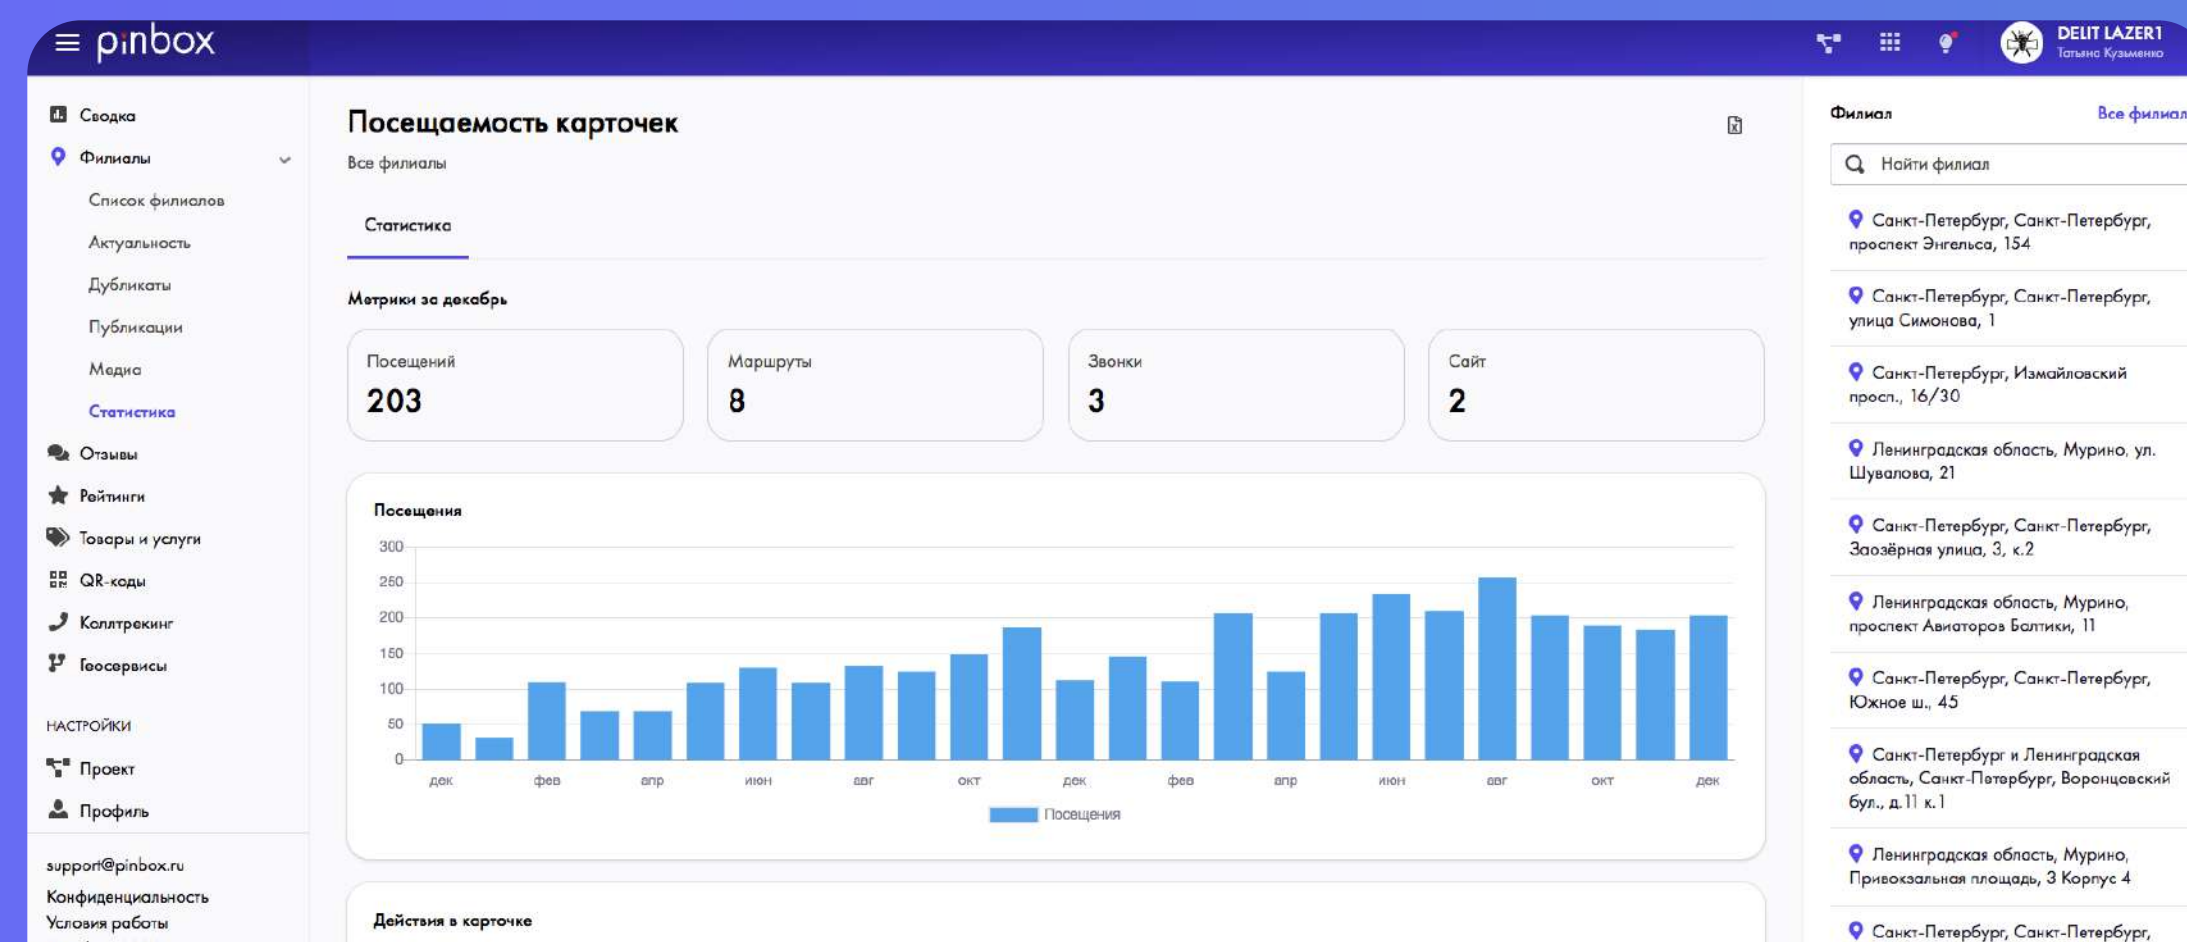 pinbox
DELIT LAZER1
Татьяна Кузьменко
Сводка
Филиалы
Список филиалов
Актуальность
Дубликаты
Публикации
Медиа
Статистика
Отзывы
Рейтинги
Товары и услуги
QR-коды
Коллтрекинг
Геосервисы
НАСТРОЙКИ
Проект
Профиль
support@pinbox.ru
Конфиденциальность
Условия работы
Посещаемость карточек
Все филиалы
Статистика
Метрики за декабрь
Посещений
203
Маршруты
8
Звонки
3
Сайт
2
Посещения
300
250
200
150
100
50
0
дек фев апр июн авг окт дек фев апр июн авг окт дек
Посещения
Действия в карточке
Филиал
Все филиал
Найти филиал
Санкт-Петербург, Санкт-Петербург,
проспект Энгельса, 154
Санкт-Петербург, Санкт-Петербург,
улица Симонова, 1
Санкт-Петербург, Измайловский
просп., 16/30
Ленинградская область, Мурино, ул.
Шувалова, 21
Санкт-Петербург, Санкт-Петербург,
Заозёрная улица, 3, к.2
Ленинградская область, Мурино,
проспект Авиаторов Балтики, 11
Санкт-Петербург, Санкт-Петербург,
Южное ш., 45
Санкт-Петербург и Ленинградская
область, Санкт-Петербург, Воронцовский
бул., д.11 к.1
Ленинградская область, Мурино,
Привокзальная площадь, 3 Корпус 4
Санкт-Петербург, Санкт-Петербург,